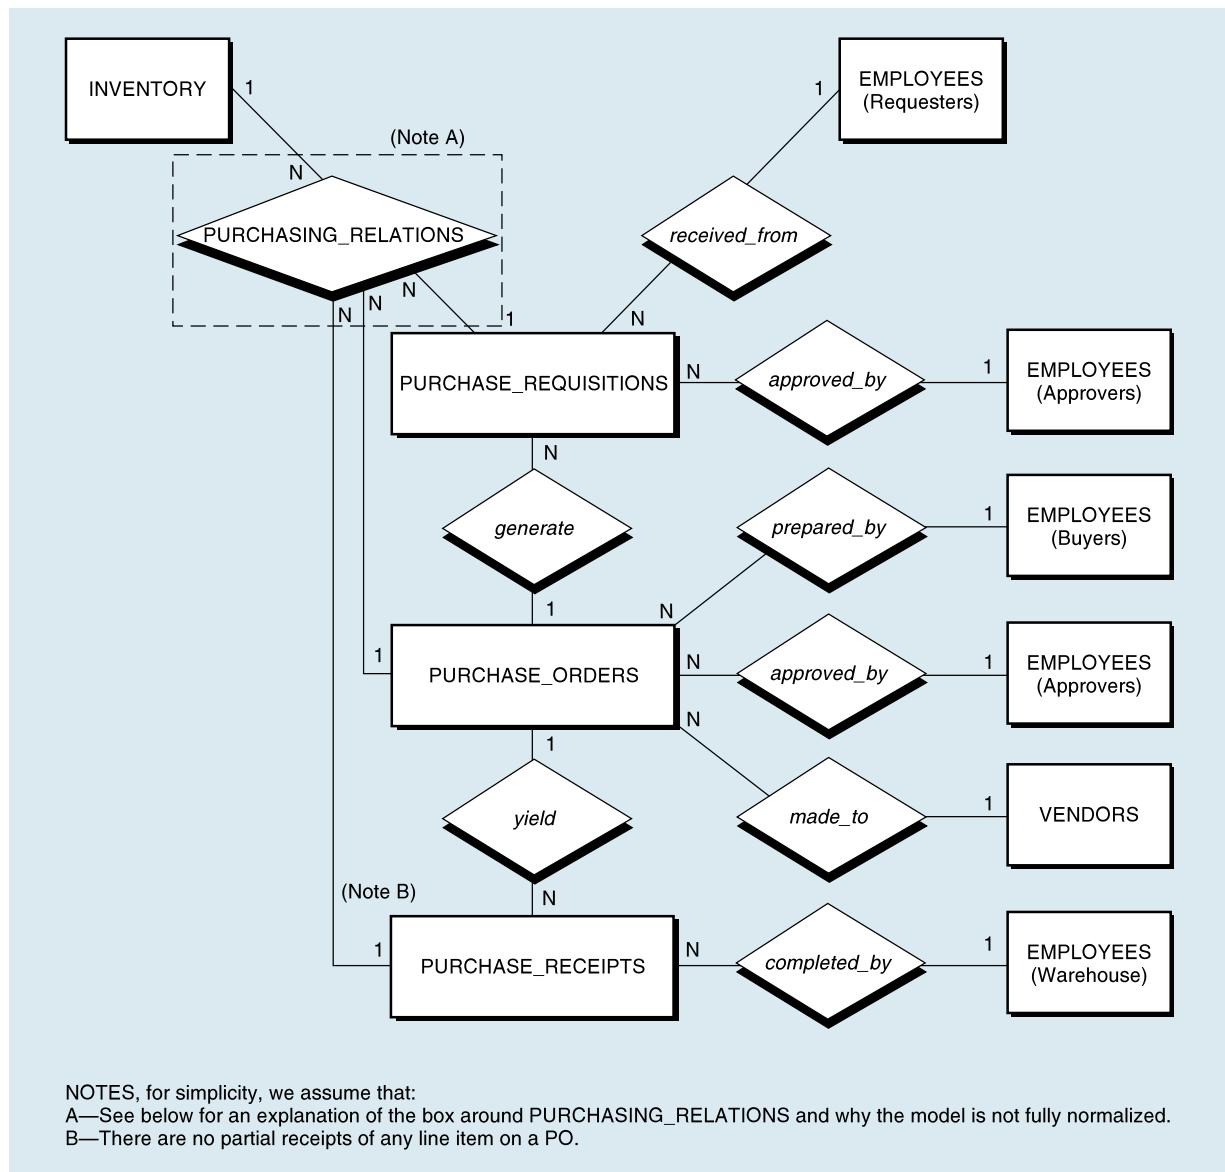 INVENTORY
1
EMPLOYEES
(Requesters)
1
(Note A)
N
PURCHASING_RELATIONS
received_from
N
N
N
1
N
PURCHASE_REQUISITIONS
N
approved_by
1
EMPLOYEES
(Approvers)
N
generate
1
prepared_by
1
EMPLOYEES
(Buyers)
N
1
PURCHASE_ORDERS
N
approved_by
1
EMPLOYEES
(Approvers)
N
1
yield
N
made_to
1
VENDORS
(Note B)
1
PURCHASE_RECEIPTS
N
completed_by
1
EMPLOYEES
(Warehouse)
NOTES, for simplicity, we assume that:
A—See below for an explanation of the box around PURCHASING_RELATIONS and why the model is not fully normalized.
B—There are no partial receipts of any line item on a PO.